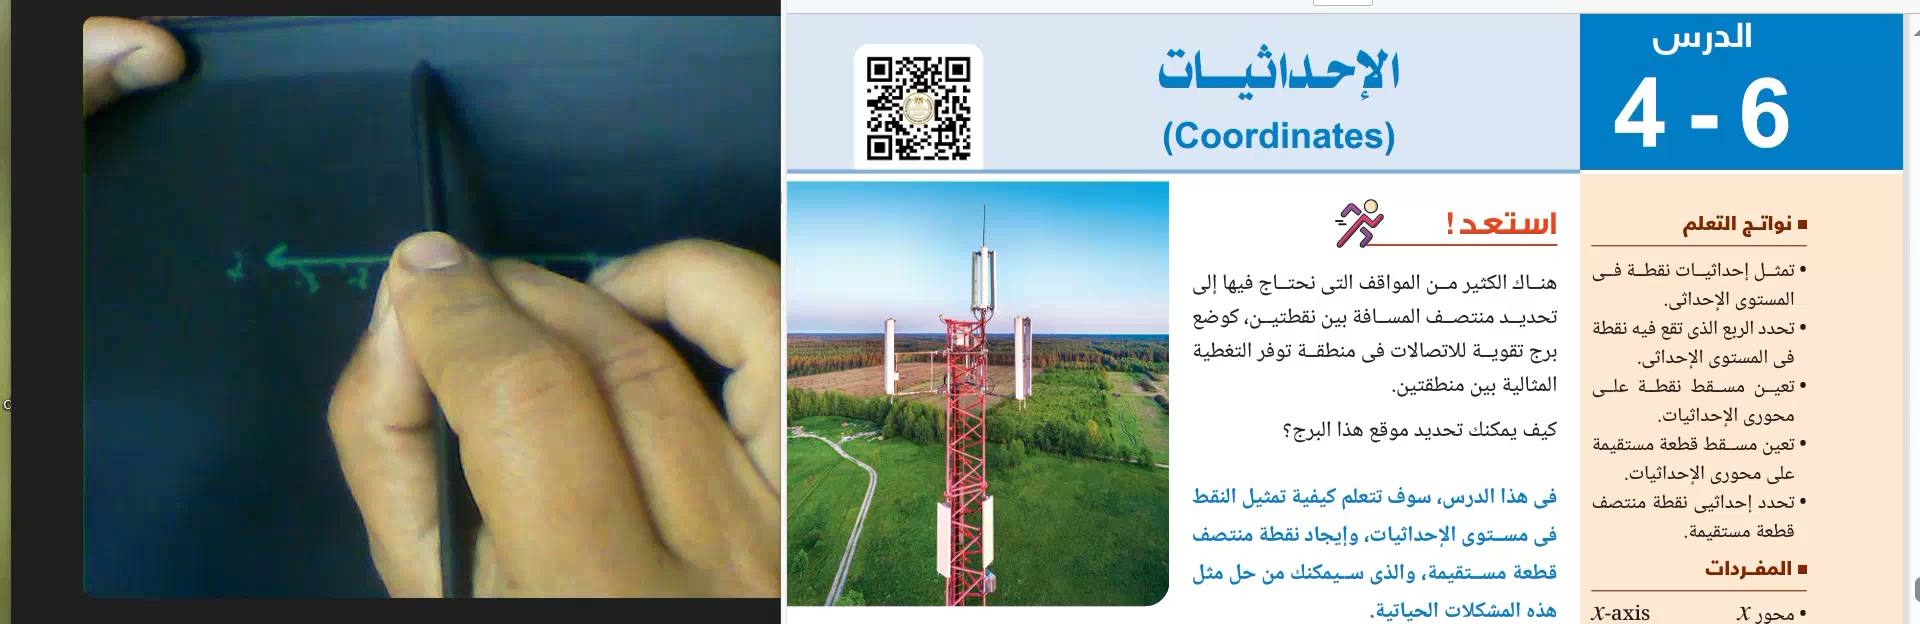 الدرس
4 - 6
الإحداثيات
(Coordinates)
استعد!
هناك الكثير من المواقف التى نحتاج فيها إلى
تحديد منتصف المسافة بين نقطتين، كوضع
برج تقوية للاتصالات فى منطقة توفر التغطية
المثالية بين منطقتين.
كيف يمكنك تحديد موقع هذا البرج؟
فى هذا الدرس، سوف تتعلم كيفية تمثيل النقط
فى مستوى الإحداثيات، وإيجاد نقطة منتصف
قطعة مستقيمة، والذى سيمكنك من حل مثل
هذه المشكلات الحياتية.
نواتج التعلم
• تمثل إحداثيات نقطة فى
المستوى الإحداثى.
• تحدد الربع الذى تقع فيه نقطة
فى المستوى الإحداثى.
• تعين مسقط نقطة على
محورى الإحداثيات.
• تعين مسقط قطعة مستقيمة
على محورى الإحداثيات.
• تحدد إحداثيى نقطة منتصف
قطعة مستقيمة.
المفردات
• محور x x-axis